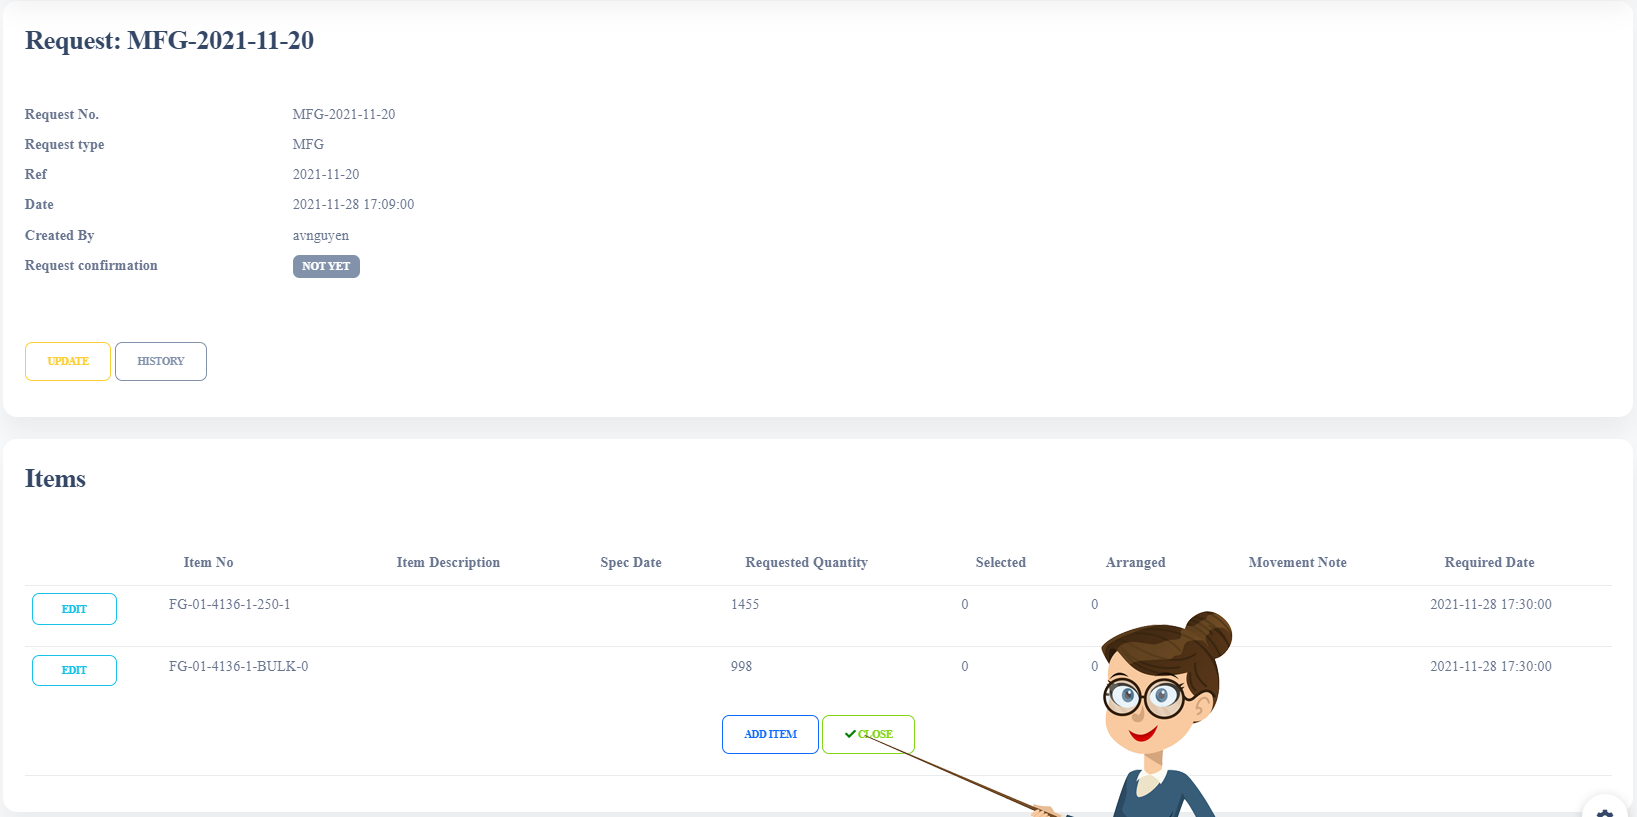 Request: MFG-2021-11-20
Request No. MFG-2021-11-20
Request type MFG
Ref 2021-11-20
Date 2021-11-28 17:09:00
Created By avnguyen
Request confirmation NOT YET
UPDATE HISTORY
Items
Item No Item Description Spec Date Requested Quantity Selected Arranged Movement Note Required Date
EDIT FG-01-4136-1-250-1 1455 0 0 2021-11-28 17:30:00
EDIT FG-01-4136-1-BULK-0 998 0 0 2021-11-28 17:30:00
ADD ITEM CLOSE